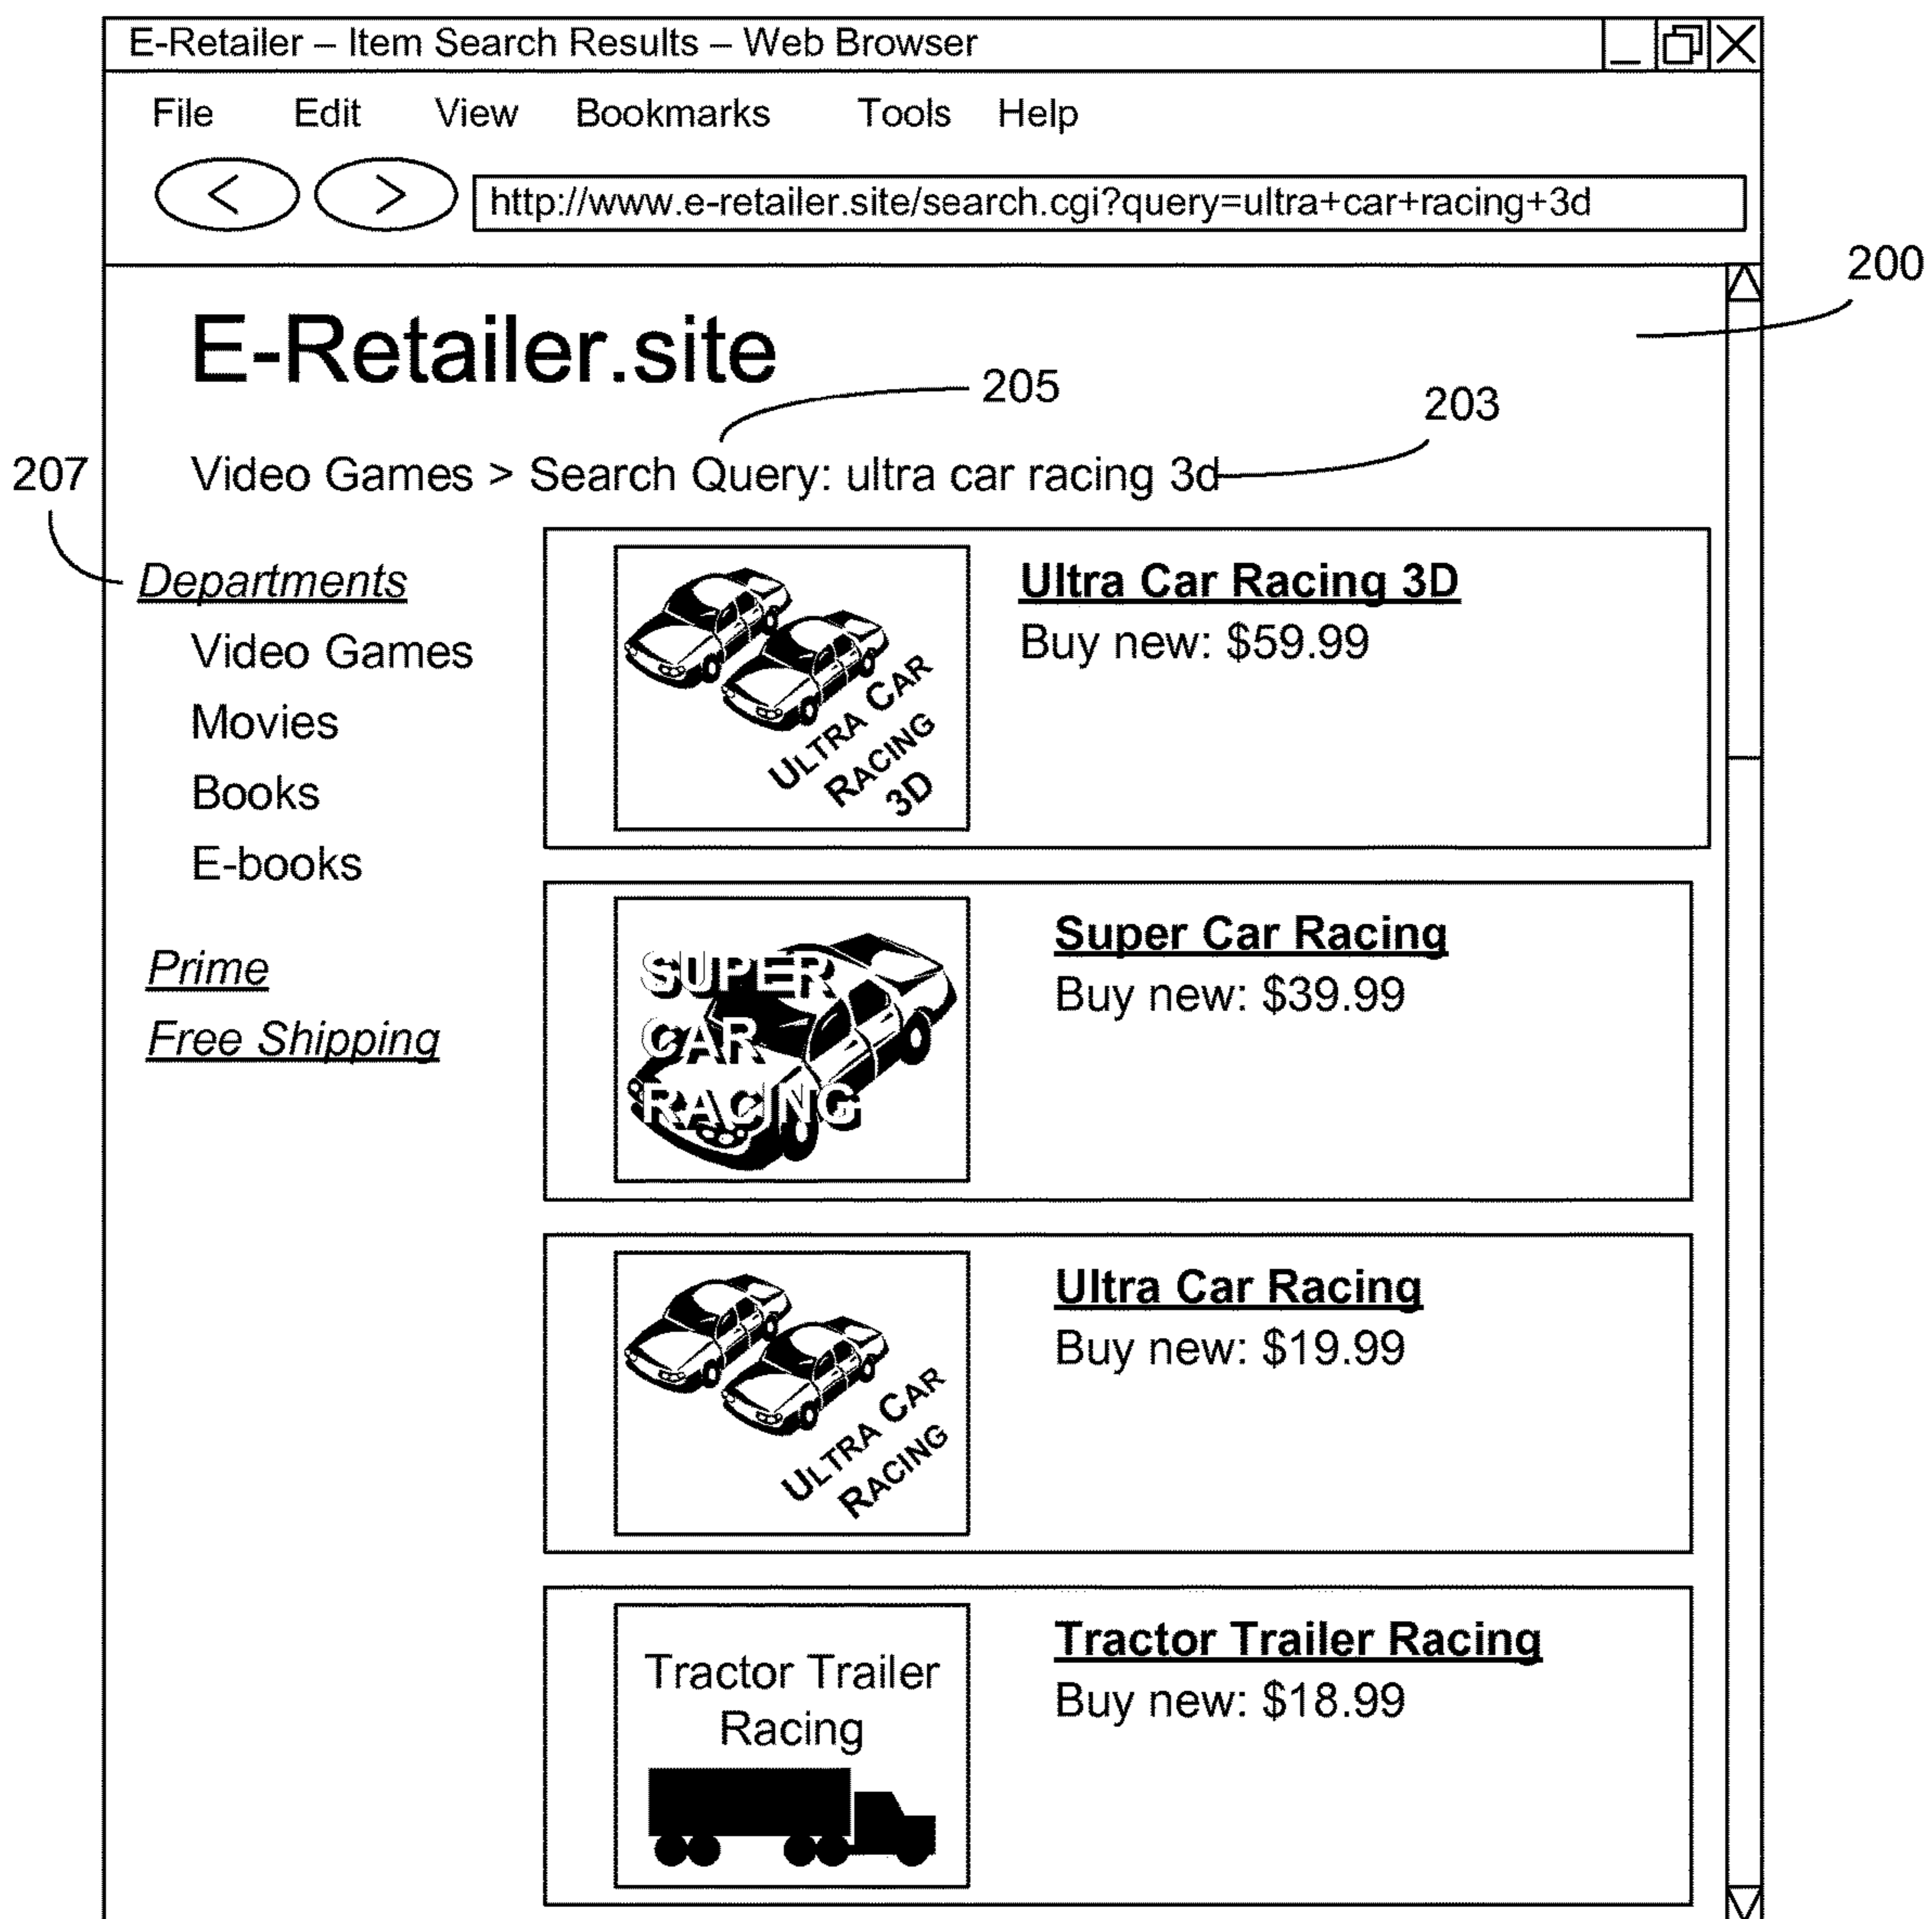 E-Retailer – Item Search Results – Web Browser
File Edit View Bookmarks Tools Help
http://www.e-retailer.site/search.cgi?query=ultra+car+racing+3d
200
E-Retailer.site
205
203
207
Video Games > Search Query: ultra car racing 3d
Departments
Video Games
Movies
Books
E-books
Prime
Free Shipping
ULTRA CAR
RACING
3D
Ultra Car Racing 3D
Buy new: $59.99
SUPER
CAR
RACING
Super Car Racing
Buy new: $39.99
ULTRA CAR
RACING
Ultra Car Racing
Buy new: $19.99
Tractor Trailer
Racing
Tractor Trailer Racing
Buy new: $18.99